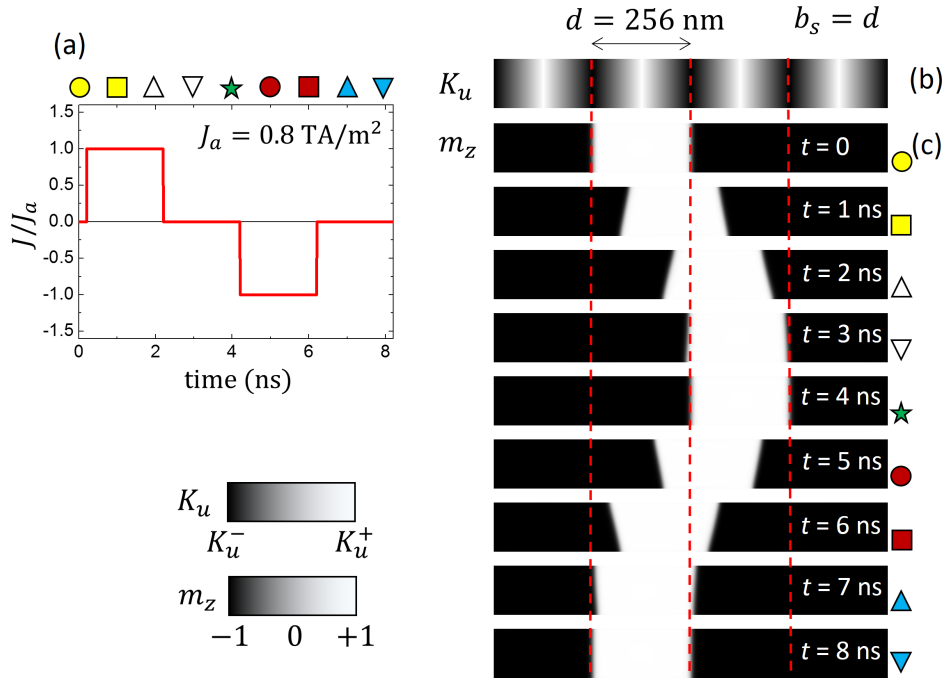 (a)
J_a = 0.8 TA/m²
J/J_a
1.5
1.0
0.5
0.0
-0.5
-1.0
-1.5
0 2 4 6 8
time (ns)
K_u
K_u^- K_u^+
m_z
−1 0 +1
d = 256 nm b_s = d
K_u (b)
m_z t = 0 (c)
t = 1 ns
t = 2 ns
t = 3 ns
t = 4 ns
t = 5 ns
t = 6 ns
t = 7 ns
t = 8 ns